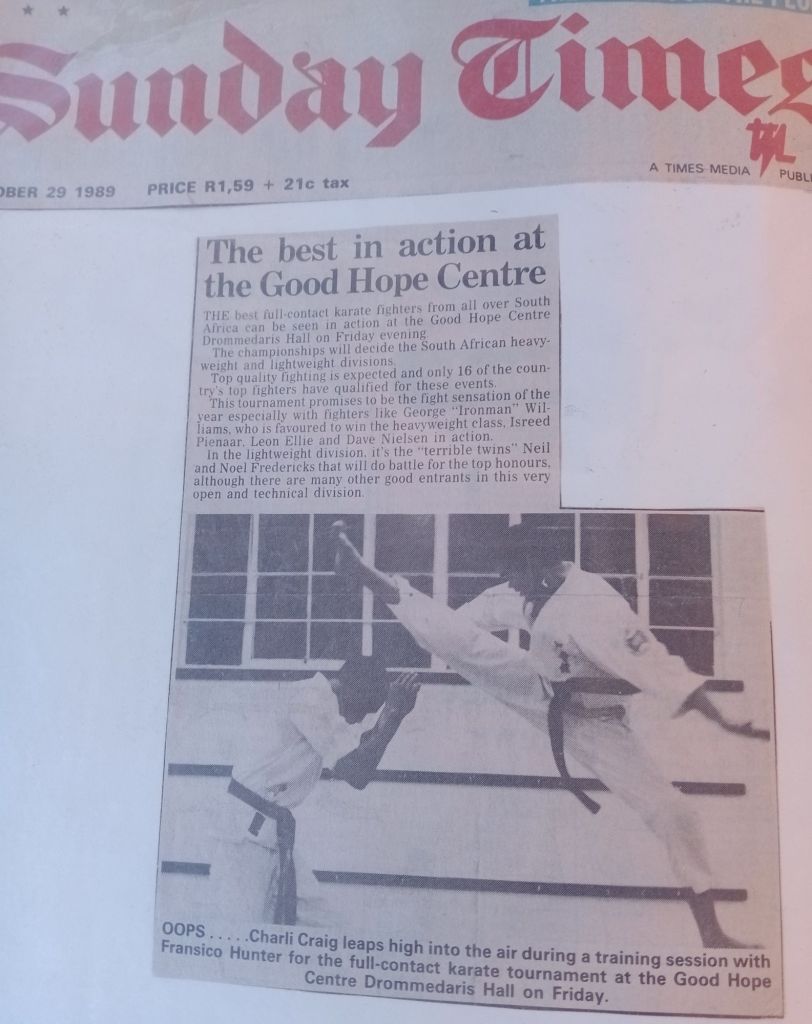 Sunday Times
OBER 29 1989 PRICE R1,59 + 21c tax
A TIMES MEDIA PUBLI
The best in action at
the Good Hope Centre
THE best full-contact karate fighters from all over South
Africa can be seen in action at the Good Hope Centre
Drommedaris Hall on Friday evening.
The championships will decide the South African heavy-
weight and lightweight divisions.
Top quality fighting is expected and only 16 of the coun-
try's top fighters have qualified for these events.
This tournament promises to be the fight sensation of the
year especially with fighters like George "Ironman" Wil-
liams, who is favoured to win the heavyweight class, Isreed
Pienaar, Leon Ellie and Dave Nielsen in action.
In the lightweight division, it's the "terrible twins" Neil
and Noel Fredericks that will do battle for the top honours,
although there are many other good entrants in this very
open and technical division.
OOPS . . . . .Charli Craig leaps high into the air during a training session with
Fransico Hunter for the full-contact karate tournament at the Good Hope
Centre Drommedaris Hall on Friday.